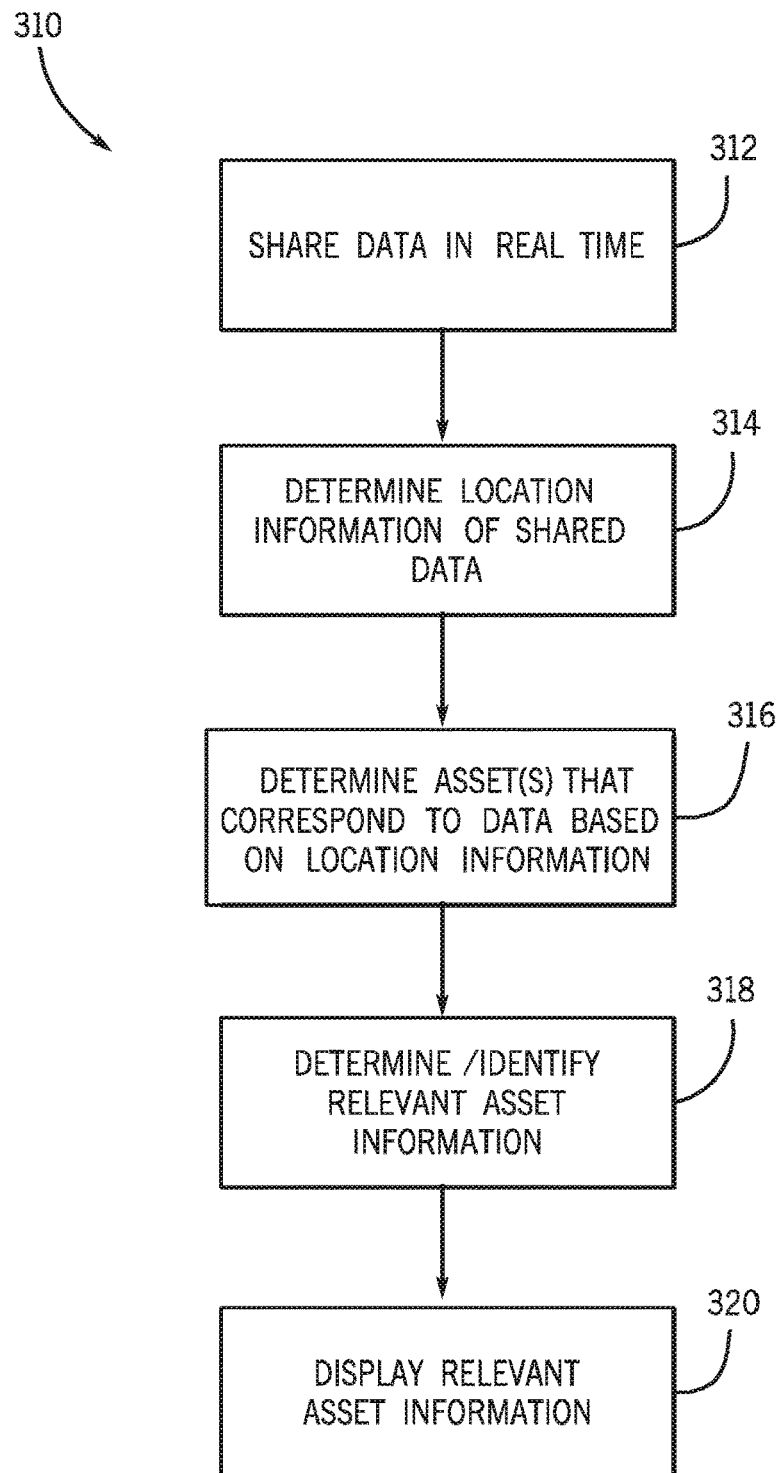 310
312
SHARE DATA IN REAL TIME
314
DETERMINE LOCATION
INFORMATION OF SHARED
DATA
316
DETERMINE ASSET(S) THAT
CORRESPOND TO DATA BASED
ON LOCATION INFORMATION
318
DETERMINE /IDENTIFY
RELEVANT ASSET
INFORMATION
320
DISPLAY RELEVANT
ASSET INFORMATION